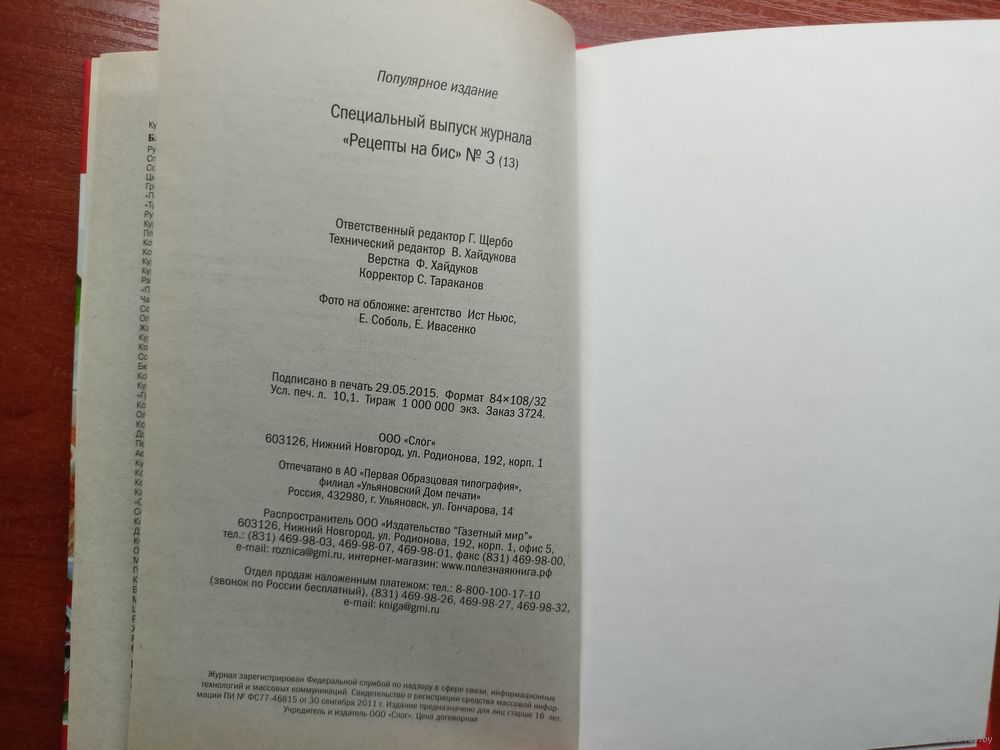 Популярное издание
Специальный выпуск журнала
«Рецепты на бис» № 3 (13)
Ответственный редактор Г. Щербо
Технический редактор В. Хайдукова
Верстка Ф. Хайдуков
Корректор С. Тараканов
Фото на обложке: агентство Ист Ньюс,
Е. Соболь, Е. Ивасенко
Подписано в печать 29.05.2015. Формат 84×108/32
Усл. печ. л. 10,1. Тираж 1 000 000 экз. Заказ 3724.
ООО «Слог»
603126, Нижний Новгород, ул. Родионова, 192, корп. 1
Отпечатано в АО «Первая Образцовая типография»,
филиал «Ульяновский Дом печати»
Россия, 432980, г. Ульяновск, ул. Гончарова, 14
Распространитель ООО «Издательство "Газетный мир"»
603126, Нижний Новгород, ул. Родионова, 192, корп. 1, офис 5,
тел.: (831) 469-98-03, 469-98-07, 469-98-01, факс (831) 469-98-00,
e-mail: roznica@gmi.ru, интернет-магазин: www.полезнаякнига.рф
Отдел продаж наложенным платежом: тел.: 8-800-100-17-10
(звонок по России бесплатный), (831) 469-98-26, 469-98-27, 469-98-32,
e-mail: kniga@gmi.ru
Журнал зарегистрирован Федеральной службой по надзору в сфере связи, информационных
технологий и массовых коммуникаций. Свидетельство о регистрации средства массовой инфор-
мации ПИ № ФС77-46815 от 30 сентября 2011 г. Издание предназначено для лиц старше 16 лет.
Учредитель и издатель ООО «Слог». Цена договорная